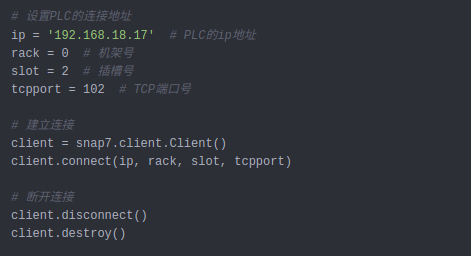 # 设置PLC的连接地址
ip = '192.168.18.17'  # PLC的ip地址
rack = 0  # 机架号
slot = 2  # 插槽号
tcpport = 102  # TCP端口号
# 建立连接
client = snap7.client.Client()
client.connect(ip, rack, slot, tcpport)
# 断开连接
client.disconnect()
client.destroy()